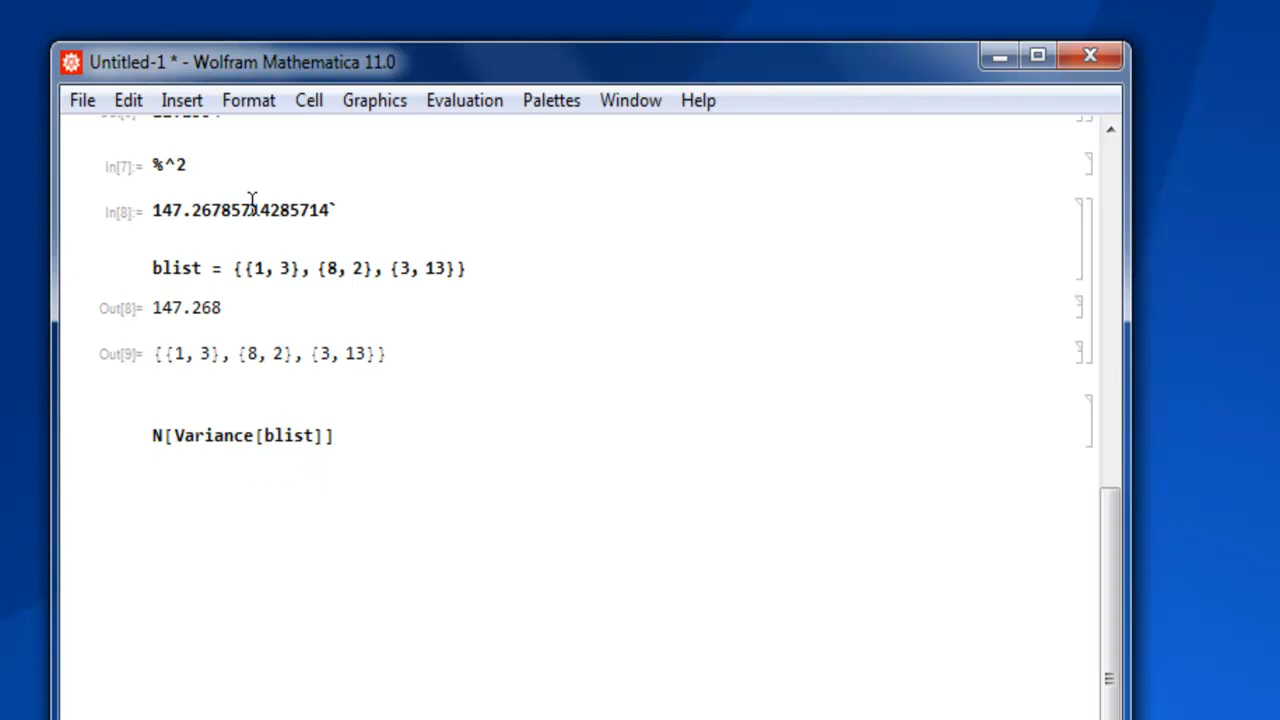 Untitled-1 * - Wolfram Mathematica 11.0
File Edit Insert Format Cell Graphics Evaluation Palettes Window Help
In[7]:= %^2
In[8]:= 147.26785714285714`
blist = {{1, 3}, {8, 2}, {3, 13}}
Out[8]= 147.268
Out[9]= {{1, 3}, {8, 2}, {3, 13}}
N[Variance[blist]]